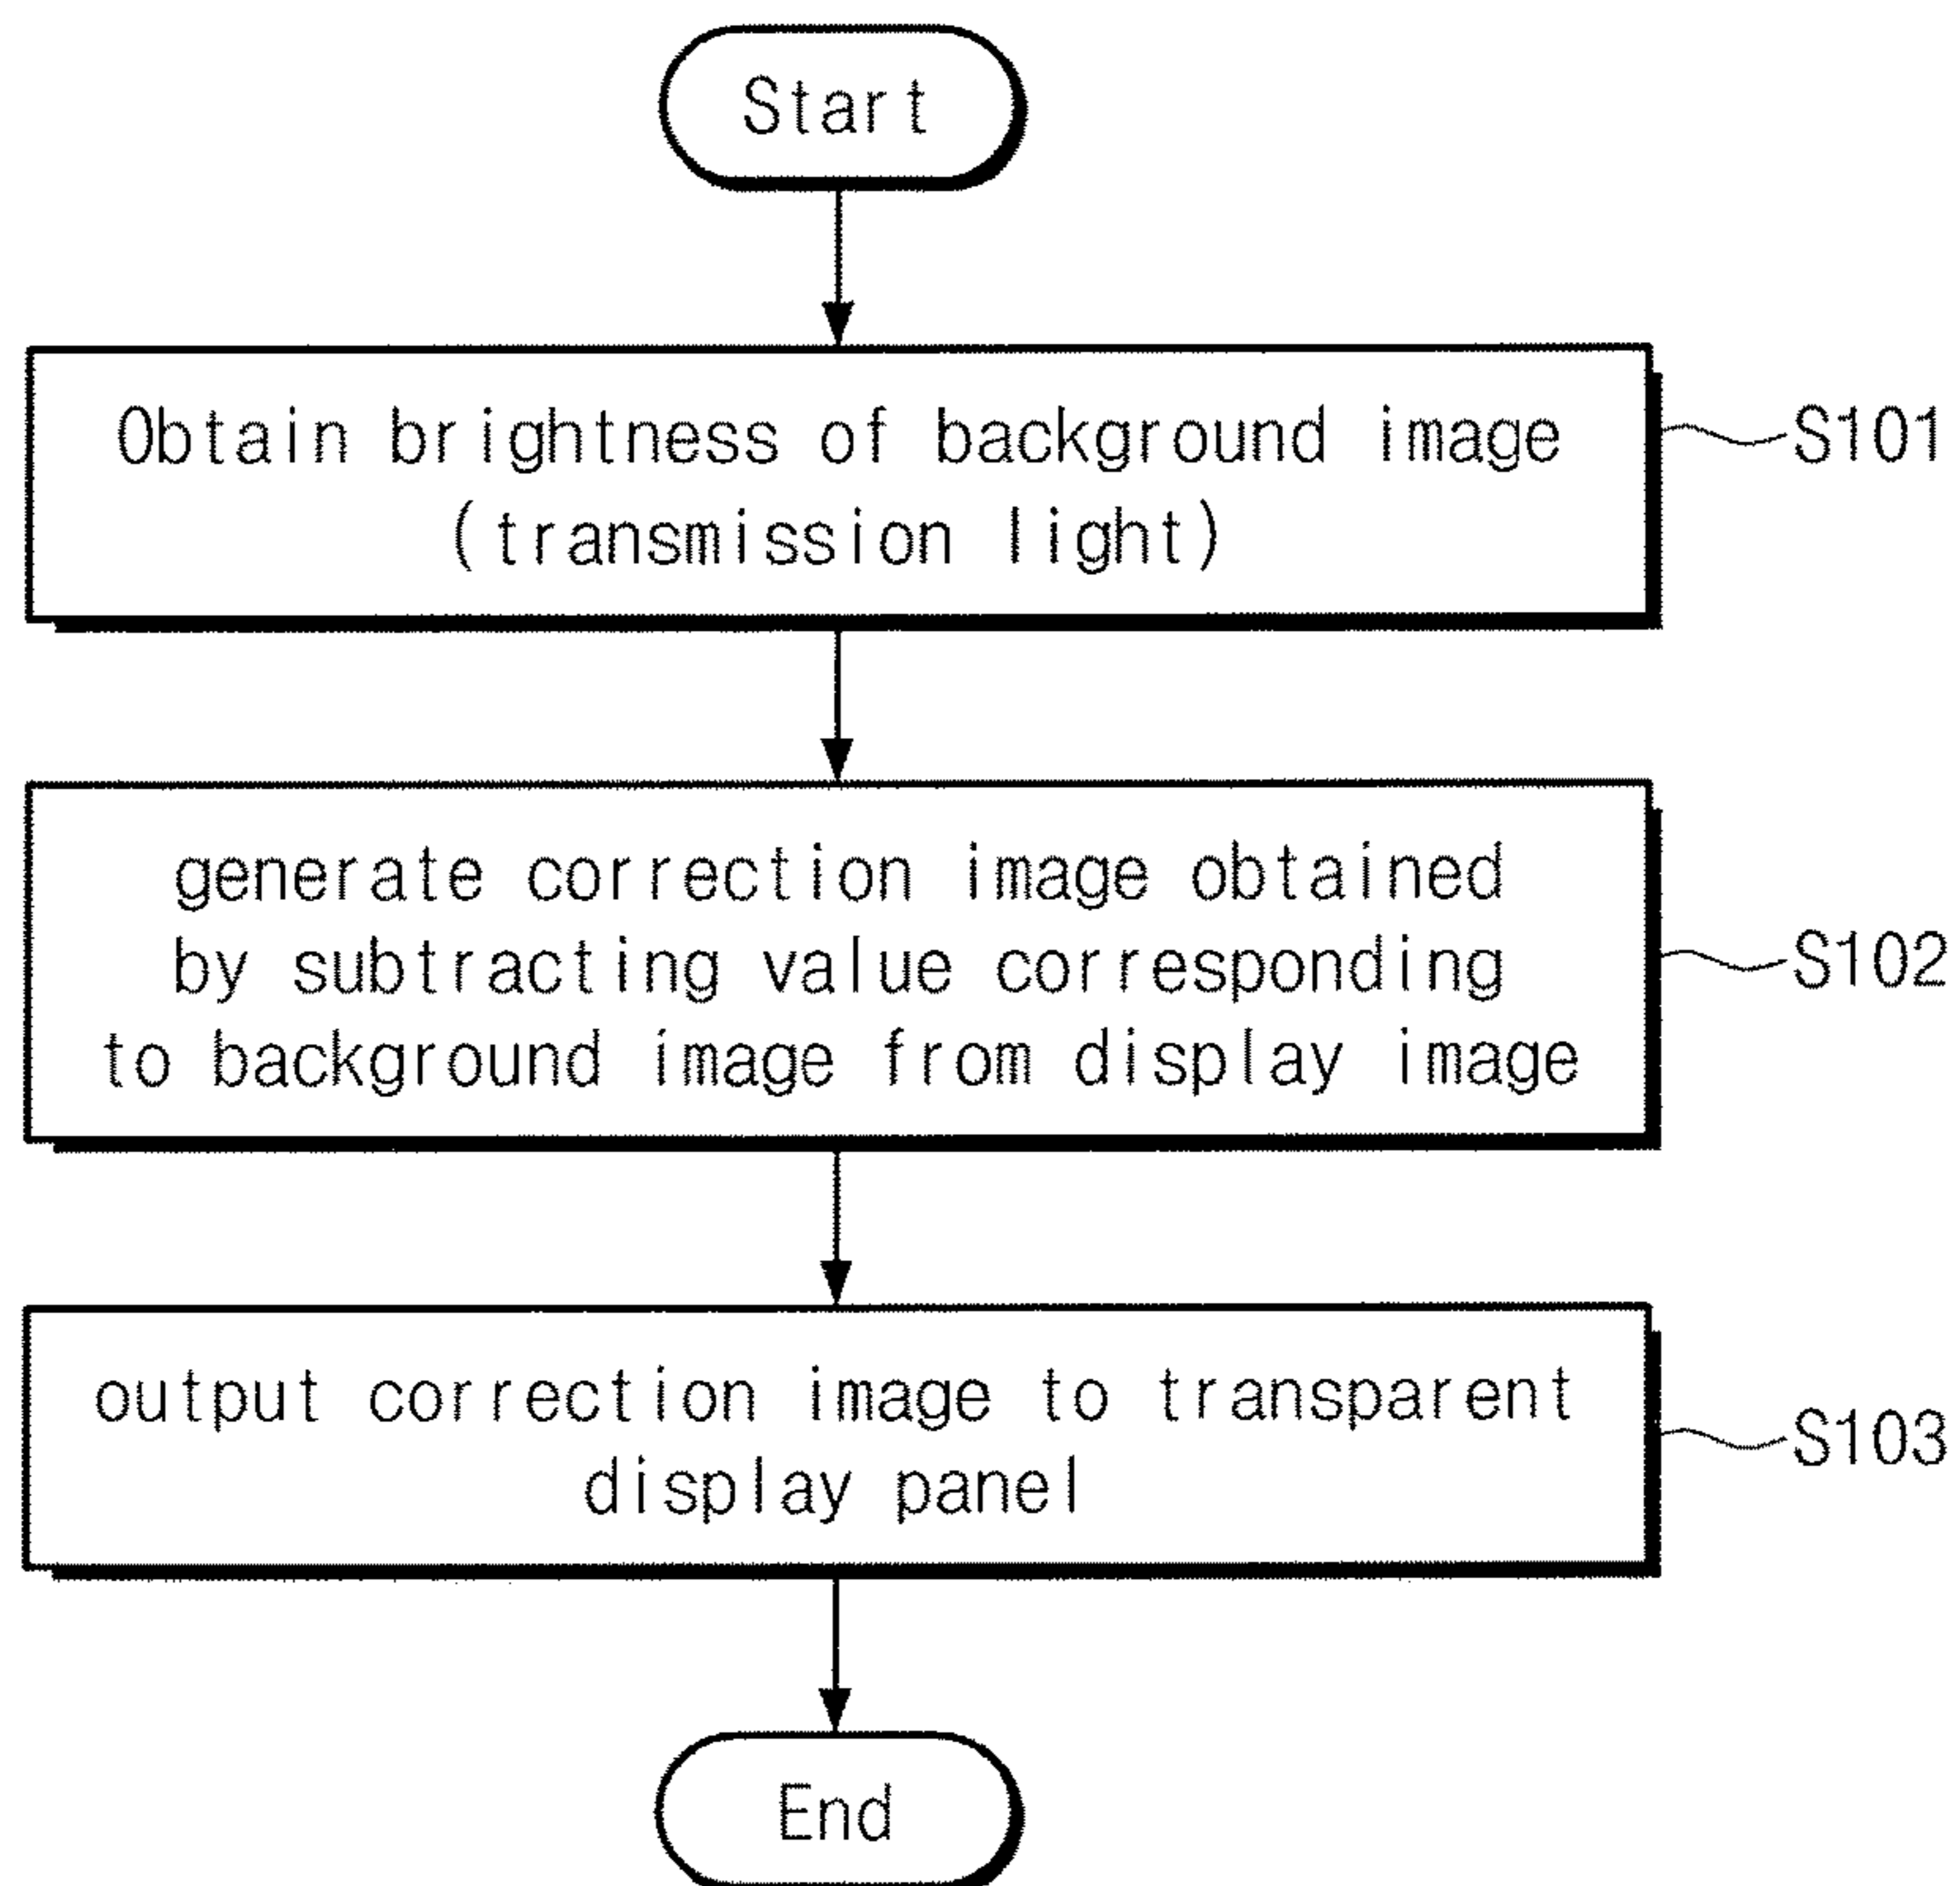 Start
Obtain brightness of background image
(transmission light)
S101
generate correction image obtained
by subtracting value corresponding
to background image from display image
S102
output correction image to transparent
display panel
S103
End